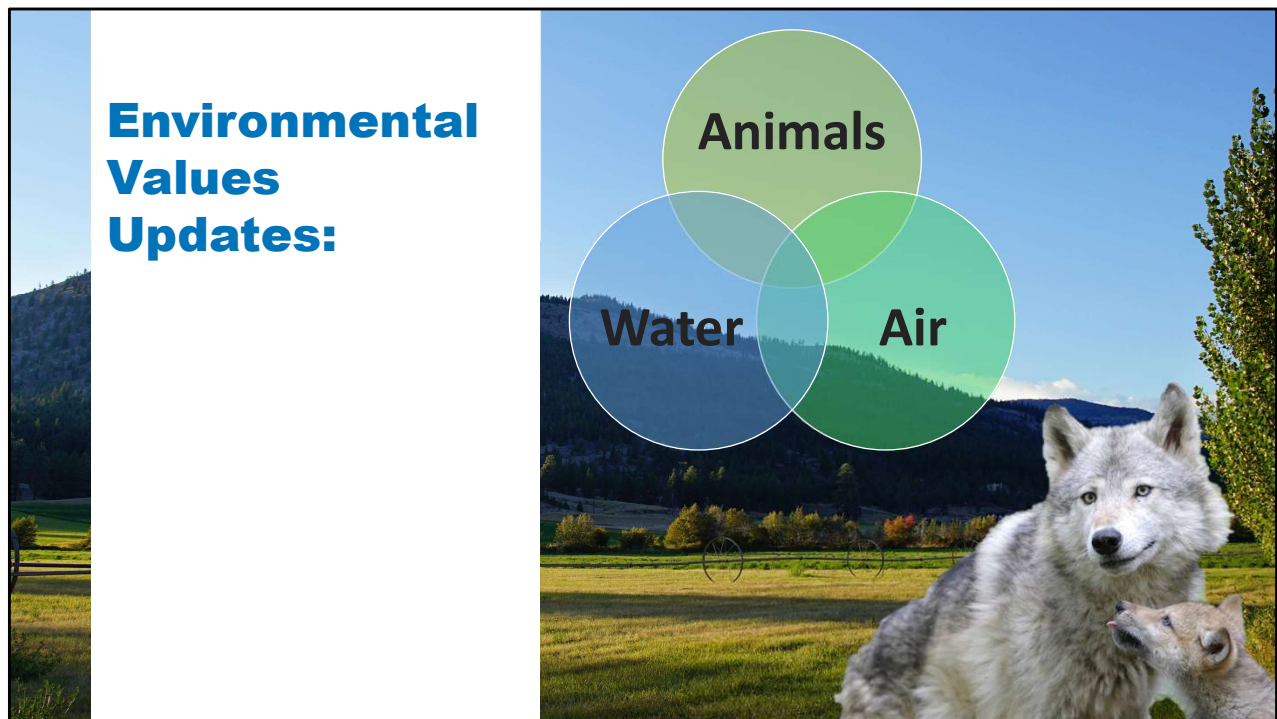 Environmental
Values
Updates:
Animals
Water
Air